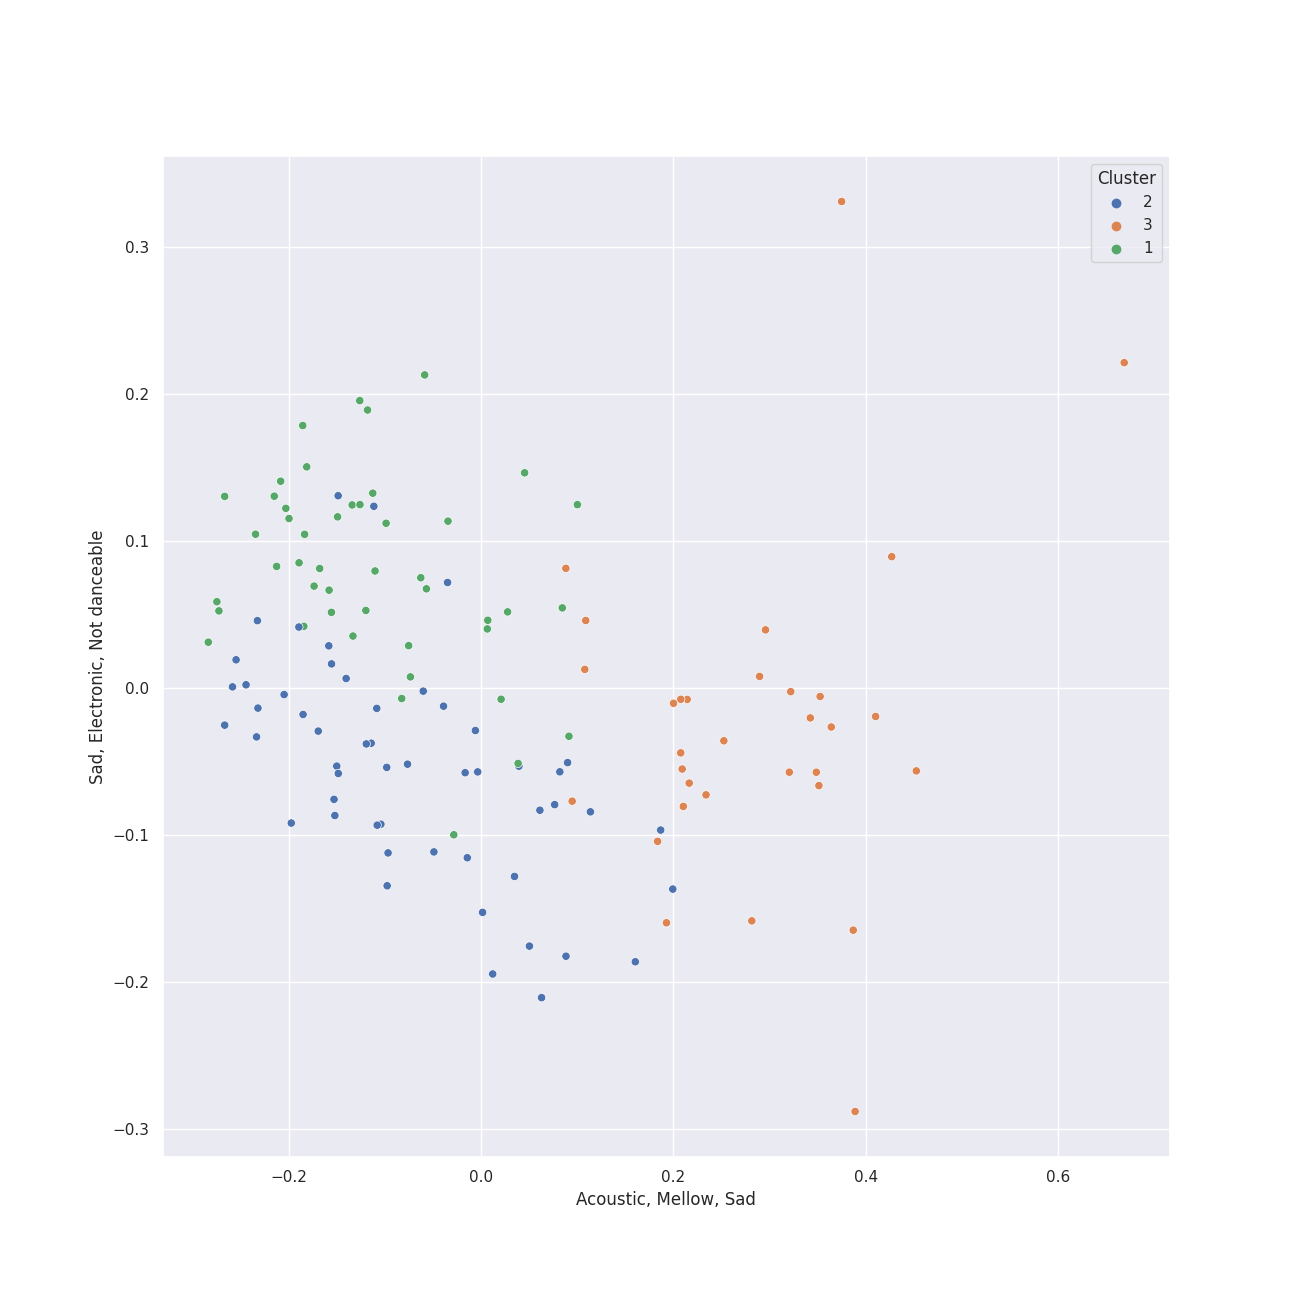 Cluster
2
3
1
0.3
0.2
0.1
0.0
−0.1
−0.2
−0.3
Sad, Electronic, Not danceable
−0.2 0.0 0.2 0.4 0.6
Acoustic, Mellow, Sad